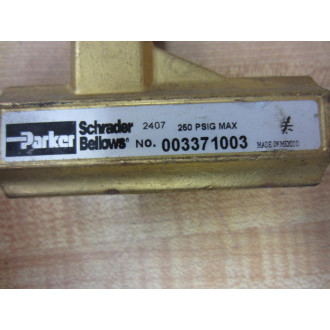 Parker Schrader Bellows® 2407 250 PSIG MAX
NO. 003371003 MADE IN MEXICO